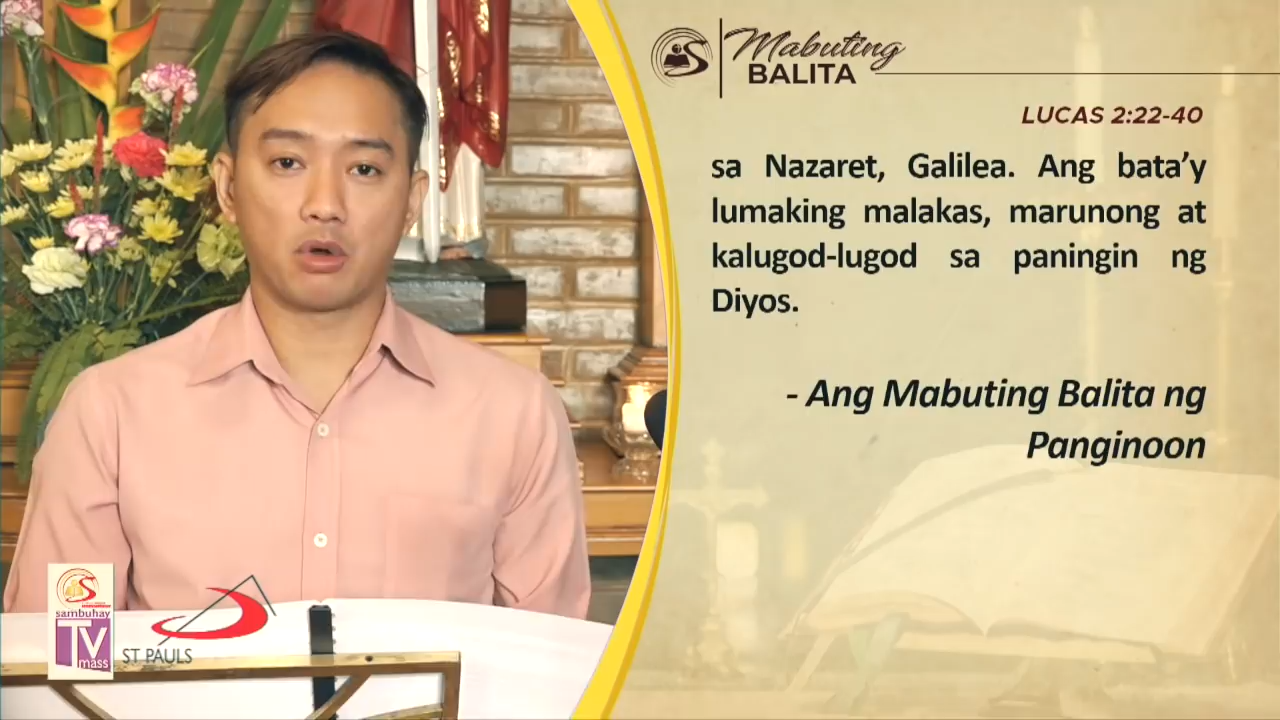 Mabuting
BALITA
LUCAS 2:22-40
sa Nazaret, Galilea. Ang bata’y
lumaking malakas, marunong at
kalugod-lugod sa paningin ng
Diyos.
- Ang Mabuting Balita ng
Panginoon
sambuhay
TV
mass
ST PAULS